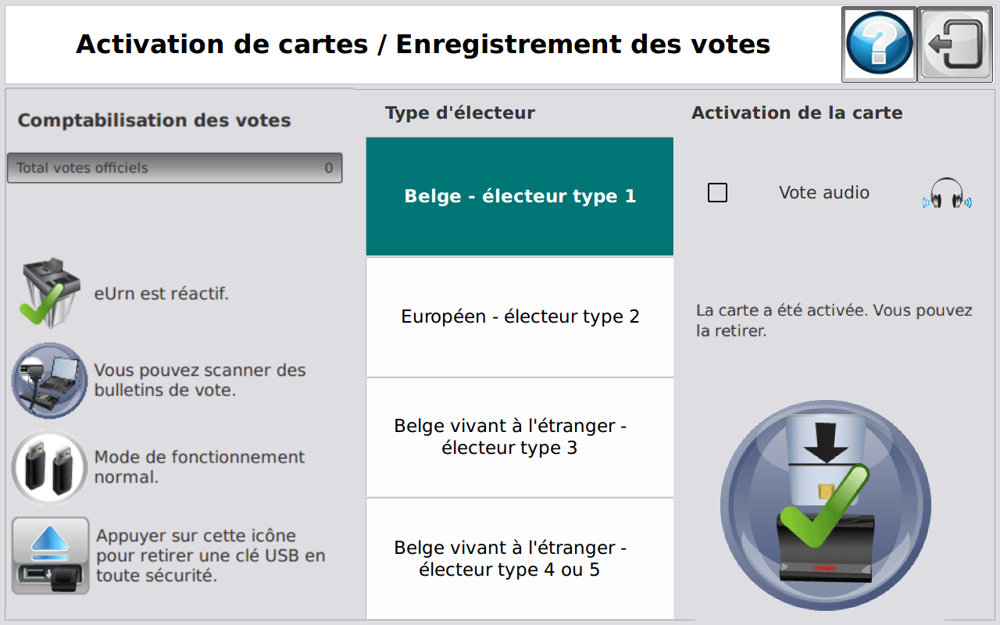 Activation de cartes / Enregistrement des votes
Comptabilisation des votes
Total votes officiels 0
eUrn est réactif.
Vous pouvez scanner des
bulletins de vote.
Mode de fonctionnement
normal.
Appuyer sur cette icône
pour retirer une clé USB en
toute sécurité.
Type d'électeur
Belge - électeur type 1
Européen - électeur type 2
Belge vivant à l'étranger -
électeur type 3
Belge vivant à l'étranger -
électeur type 4 ou 5
Activation de la carte
Vote audio
La carte a été activée. Vous pouvez
la retirer.